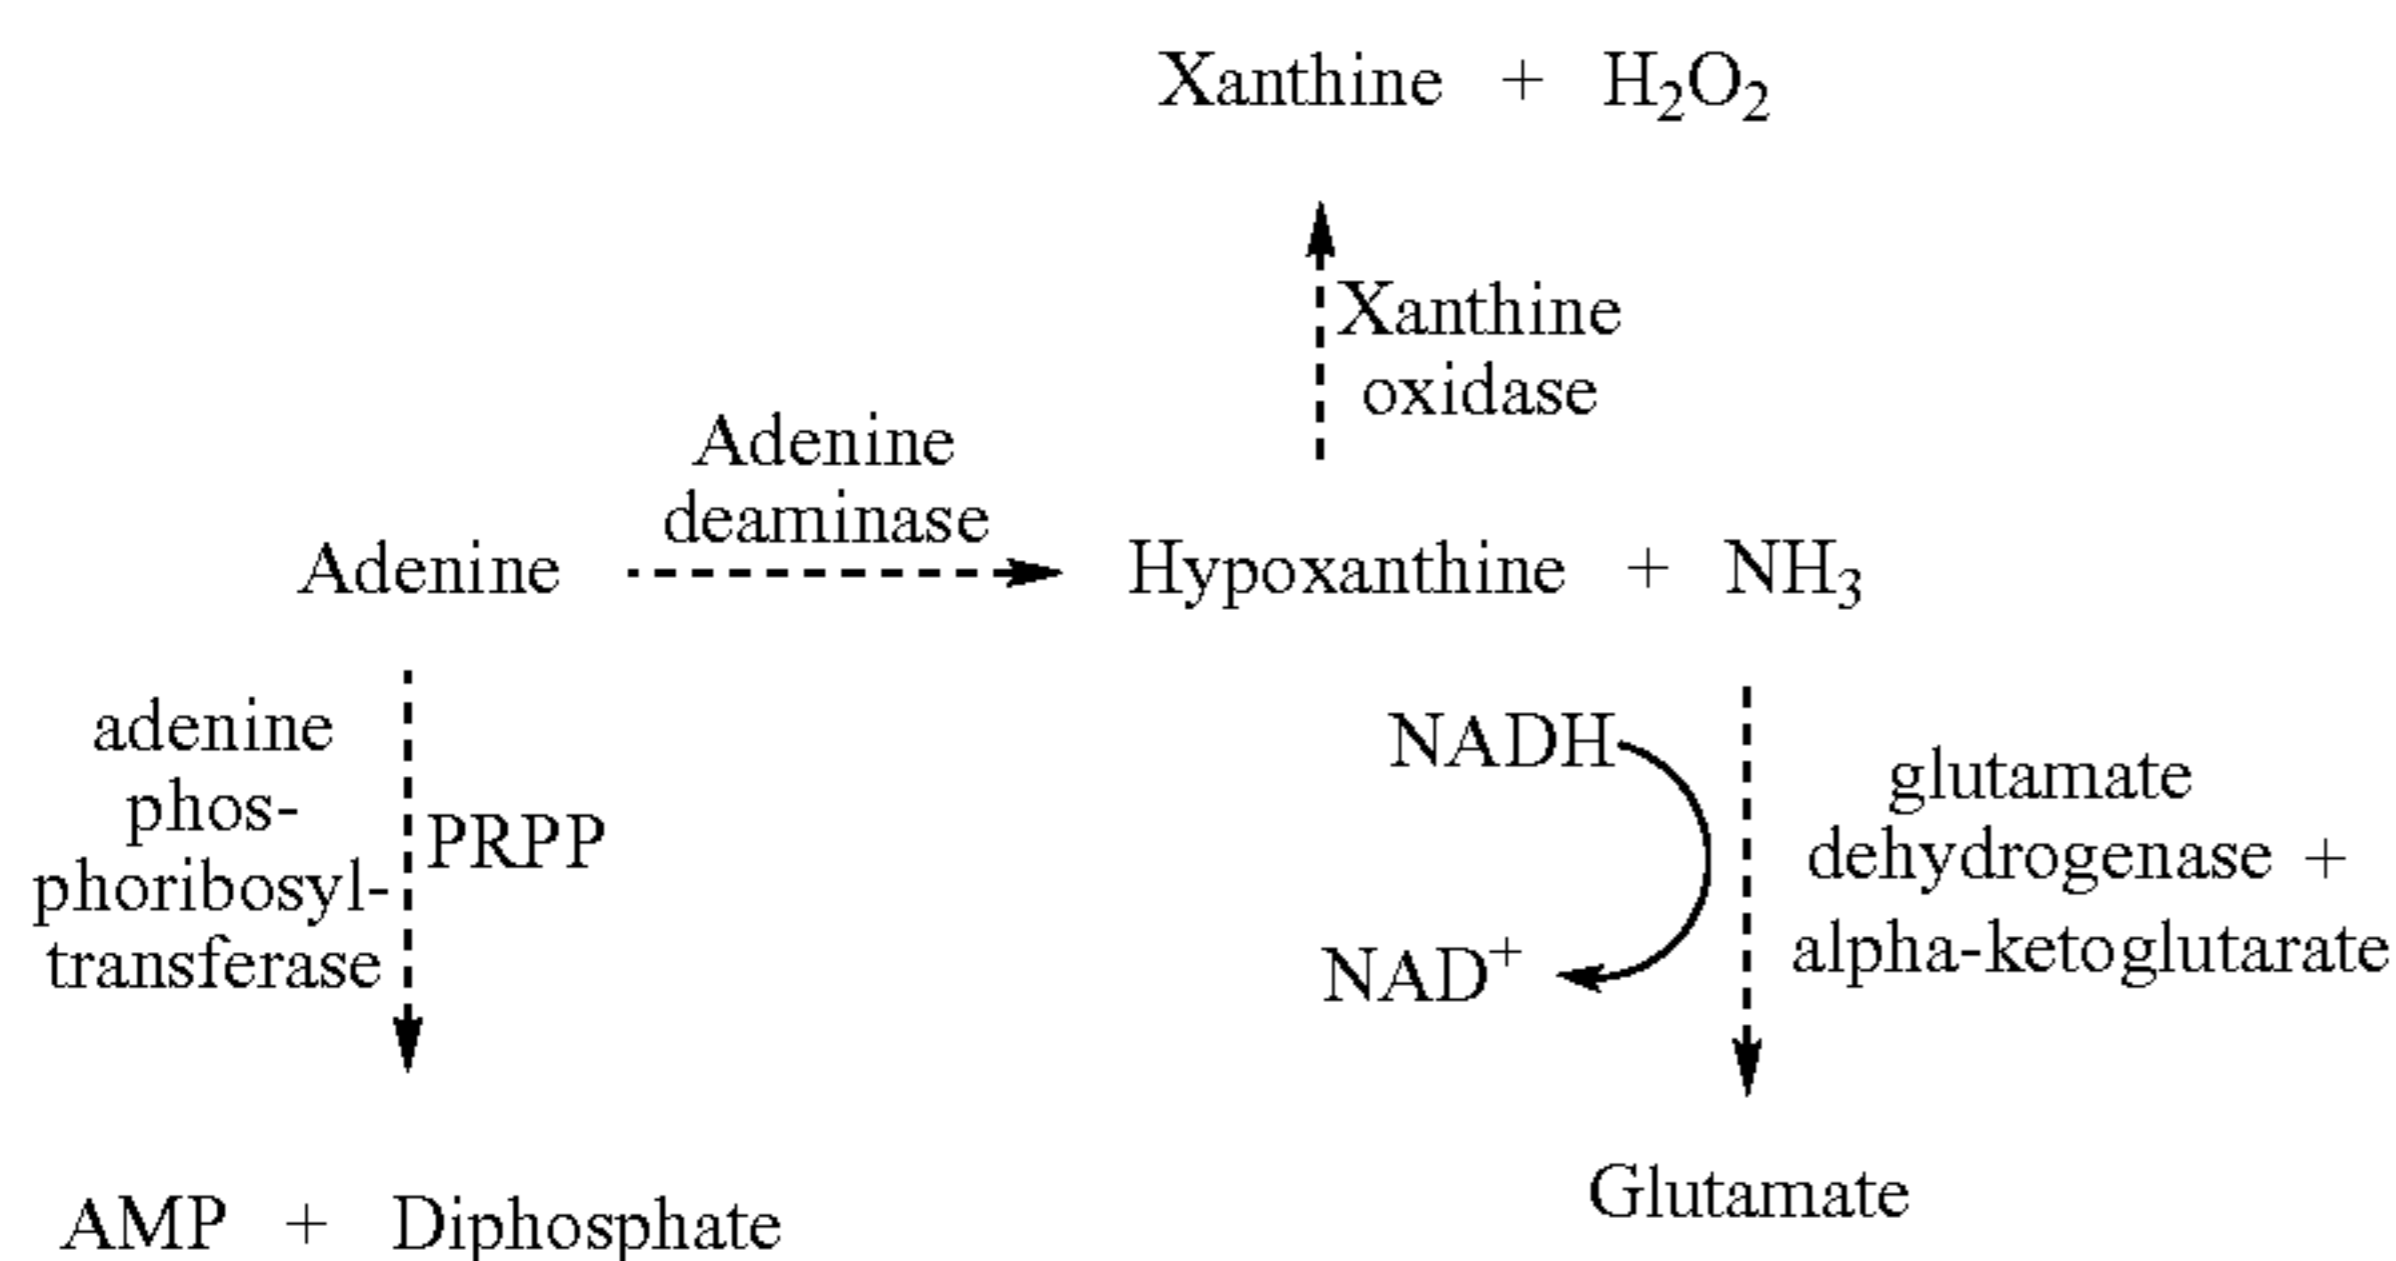 Xanthine + H₂O₂
Xanthine
oxidase
Adenine
deaminase
Adenine
Hypoxanthine + NH₃
adenine
phos-
phoribosyl-
transferase
PRPP
NADH
NAD⁺
glutamate
dehydrogenase +
alpha-ketoglutarate
AMP + Diphosphate
Glutamate